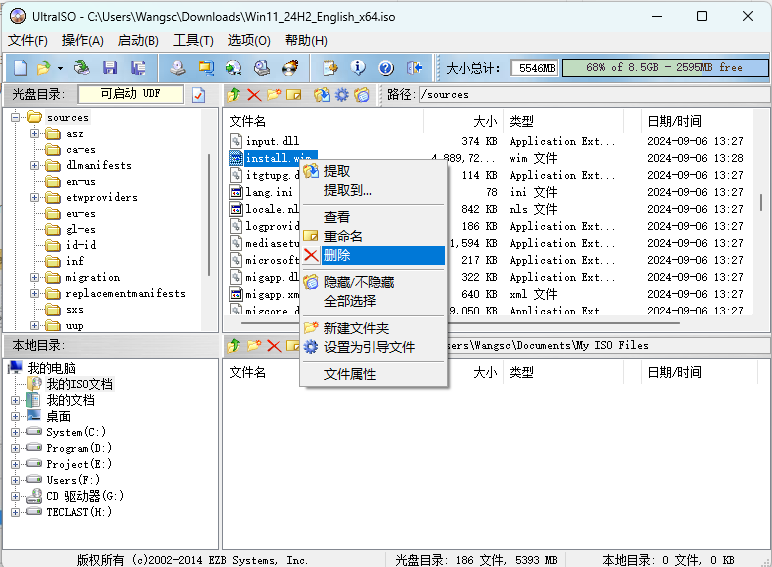 UltraISO - C:\Users\Wangsc\Downloads\Win11_24H2_English_x64.iso
文件(F) 操作(A) 启动(B) 工具(T) 选项(O) 帮助(H)
大小总计: 5546MB 68% of 8.5GB - 2595MB free
光盘目录: 可启动 UDF 路径: /sources
sources
asz
ca-es
dlmanifests
en-us
etwproviders
eu-es
gl-es
id-id
inf
migration
replacementmanifests
sxs
uup
文件名 大小 类型 日期/时间
input.dll 374 KB Application Ext... 2024-09-06 13:27
install.wim 4,889,72... wim 文件 2024-09-06 13:28
itgtupg.d 114 KB Application Ext... 2024-09-06 13:27
lang.ini 78 ini 文件 2024-09-06 13:27
locale.nl 842 KB nls 文件 2024-09-06 13:27
logprovid 186 KB Application Ext... 2024-09-06 13:27
mediasetu ,594 KB Application Ext... 2024-09-06 13:27
microsoft 217 KB Application Ext... 2024-09-06 13:27
migapp.dl 322 KB Application Ext... 2024-09-06 13:27
migapp.xm 640 KB xml 文件 2024-09-06 13:27
migcore.d ,050 KB Application Ext 2024-09-06 13:27
提取
提取到...
查看
重命名
删除
隐藏/不隐藏
全部选择
新建文件夹
设置为引导文件
文件属性
本地目录: ers\Wangsc\Documents\My ISO Files
我的电脑
我的ISO文档
我的文档
桌面
System(C:)
Program(D:)
Project(E:)
Users(F:)
CD 驱动器(G:)
TECLAST(H:)
文件名 大小 类型 日期/时间
版权所有 (c)2002-2014 EZB Systems, Inc. 光盘目录: 186 文件, 5393 MB 本地目录: 0 文件, 0 KB